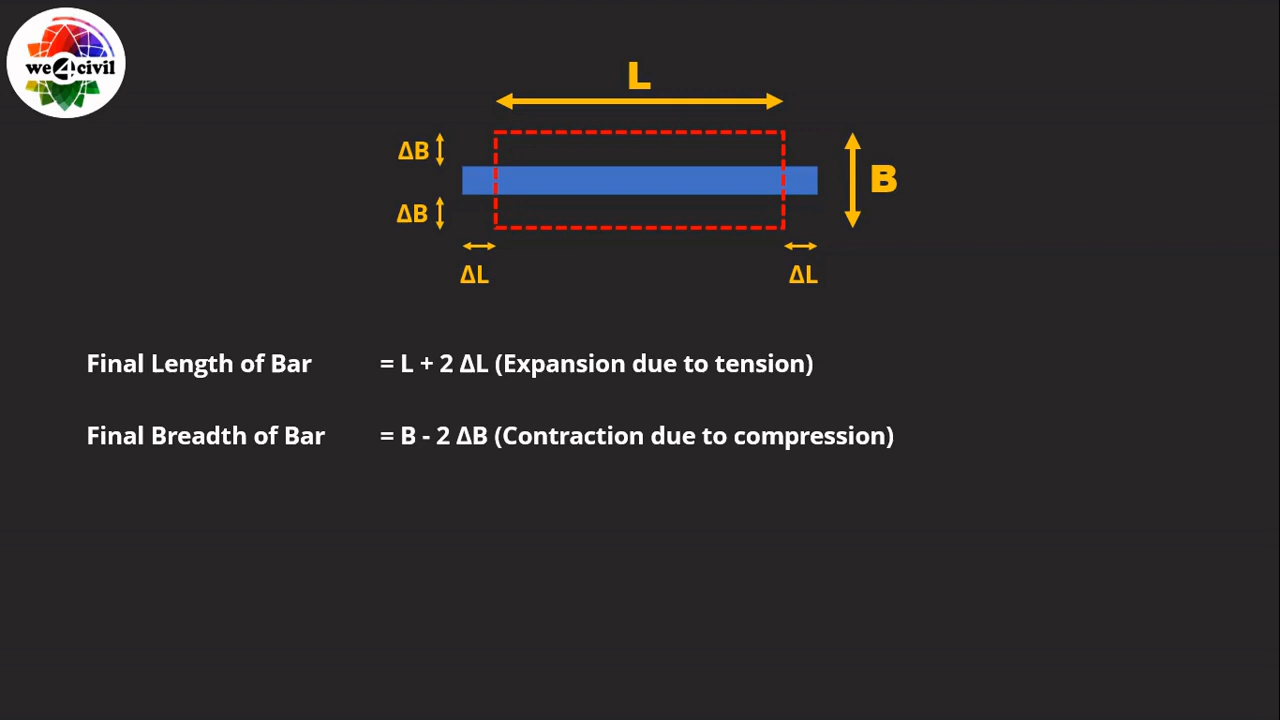 we4civil
L
ΔB
B
ΔB
ΔL
ΔL
Final Length of Bar = L + 2 ΔL (Expansion due to tension)
Final Breadth of Bar = B - 2 ΔB (Contraction due to compression)